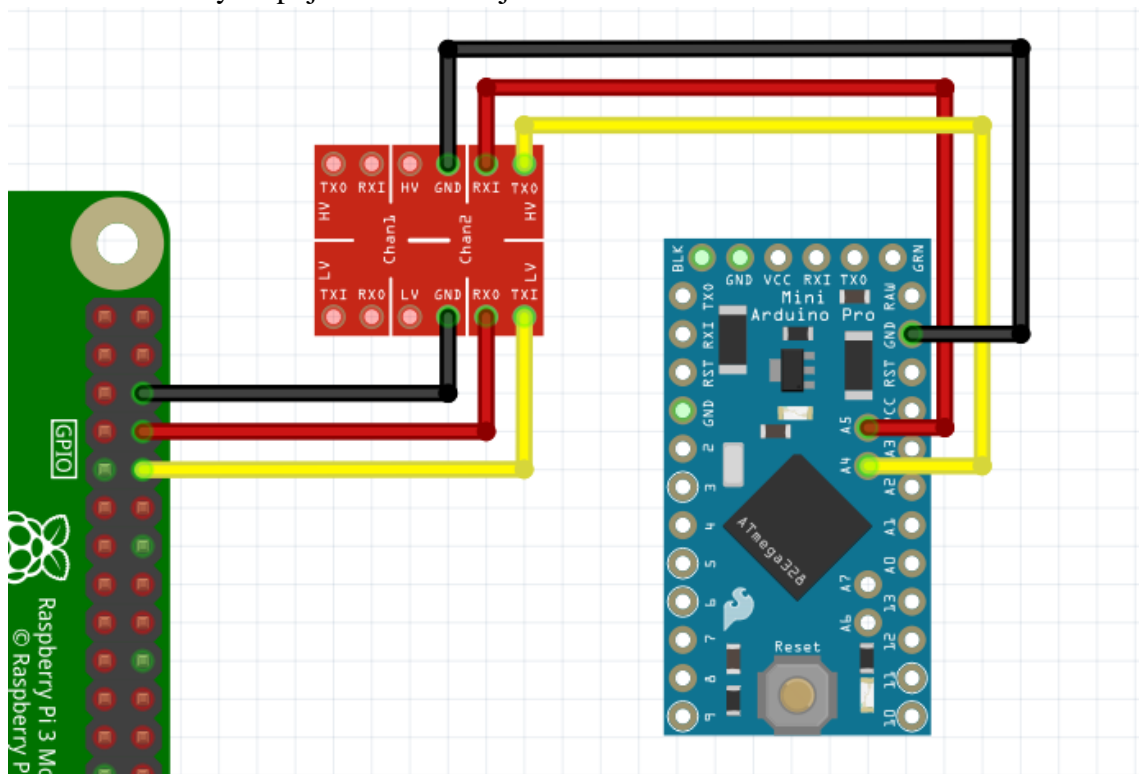 TXO RXI HV GND RXI TXO
HV HV
Chan1 Chan2
LV LV
TXI RXO LV GND RXO TXI
GPIO
Raspberry Pi 3 Mo
© Raspberry P
BLK GND VCC RXI TXO GRN
Mini
Arduino Pro
TXO RAW
RXI GND
RST RST
GND CC
A5
2 A3
A4
3 A2
4 A1
ATmega328
5 A0
A7
6 13
A6
7 12
Reset
8 11
9 10